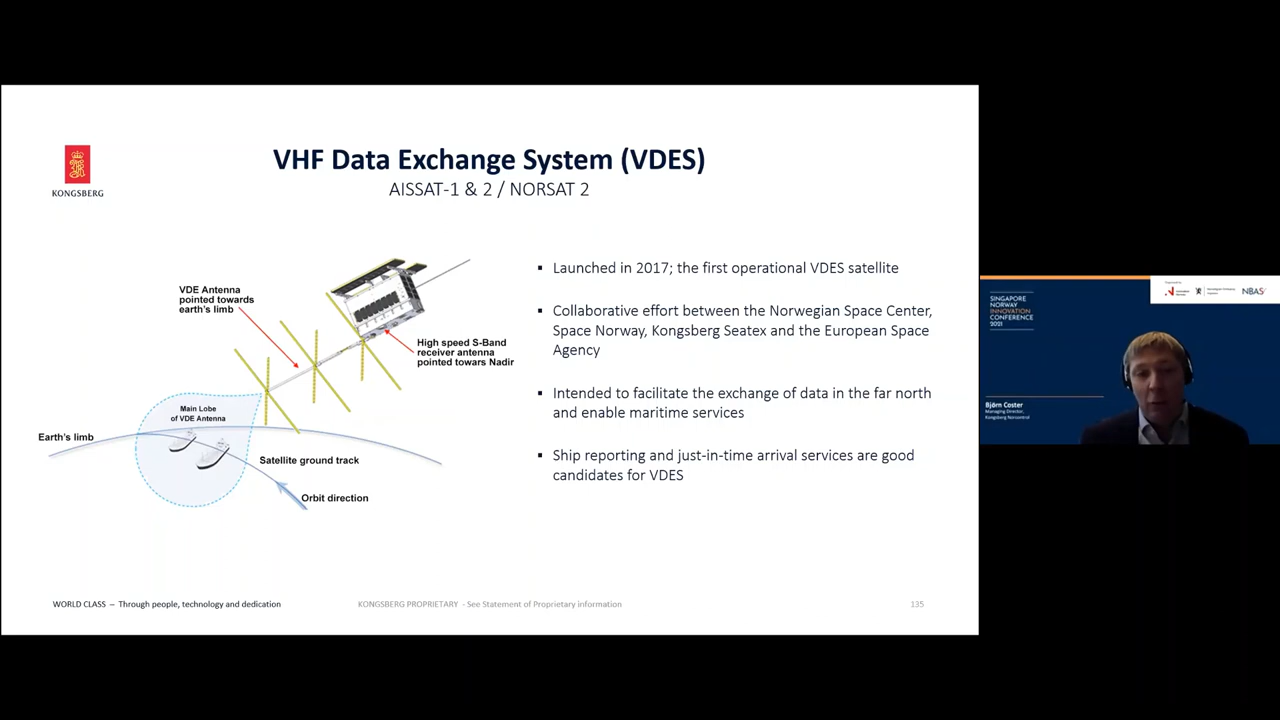 VHF Data Exchange System (VDES)
AISSAT-1 & 2 / NORSAT 2
KONGSBERG
VDE Antenna
pointed towards
earth's limb
High speed S-Band
receiver antenna
pointed towars Nadir
Main Lobe
of VDE Antenna
Earth's limb
Satellite ground track
Orbit direction
▪ Launched in 2017; the first operational VDES satellite
▪ Collaborative effort between the Norwegian Space Center,
Space Norway, Kongsberg Seatex and the European Space
Agency
▪ Intended to facilitate the exchange of data in the far north
and enable maritime services
▪ Ship reporting and just-in-time arrival services are good
candidates for VDES
WORLD CLASS – Through people, technology and dedication
KONGSBERG PROPRIETARY - See Statement of Proprietary information
135
SINGAPORE
NORWAY
INNOVATION
CONFERENCE
2021
NBAS
Björn Coster
Managing Director,
Kongsberg Norcontrol